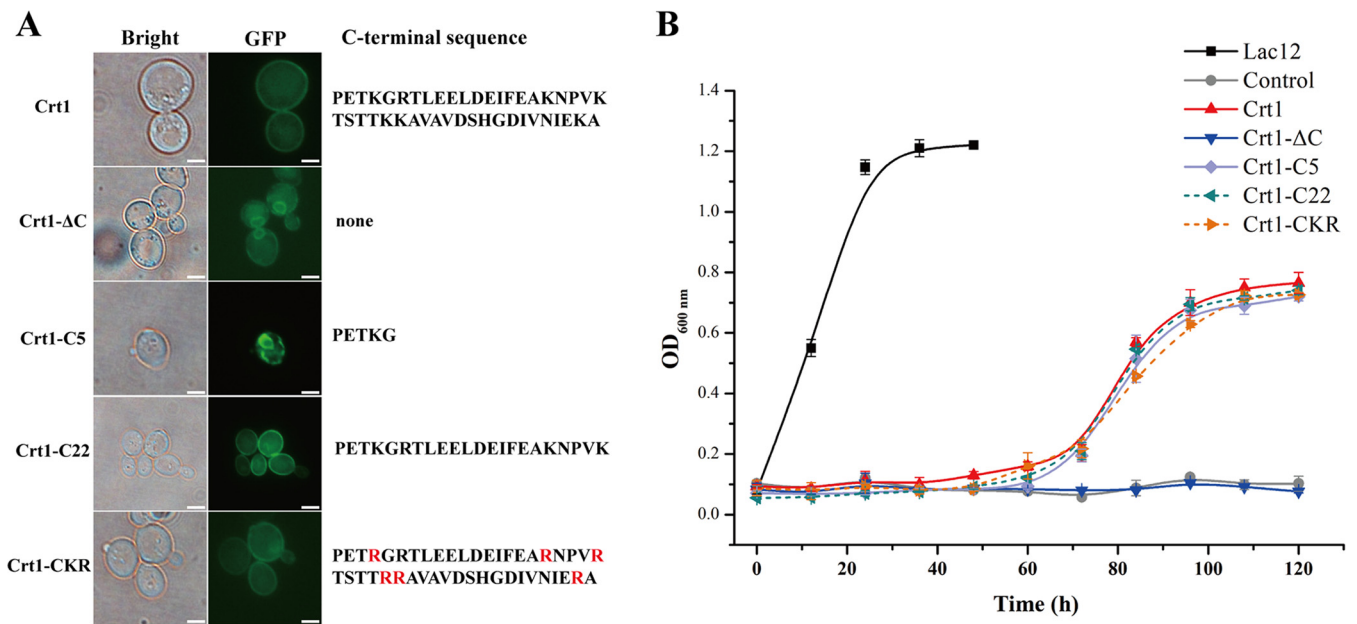 A
Bright GFP C-terminal sequence
Crt1
PETKGRTLEELDEIFEAKNPVK
TSTTKKAVAVDSHGDIVNIEKA
Crt1-ΔC
none
Crt1-C5
PETKG
Crt1-C22
PETKGRTLEELDEIFEAKNPVK
Crt1-CKR
PETRGRTLEELDEIFEARNPVR
TSTTRRAVAVDSHGDIVNIERA
B
Lac12
Control
Crt1
Crt1-ΔC
Crt1-C5
Crt1-C22
Crt1-CKR
1.4
1.2
1.0
0.8
0.6
0.4
0.2
0.0
OD600 nm
0 20 40 60 80 100 120
Time (h)